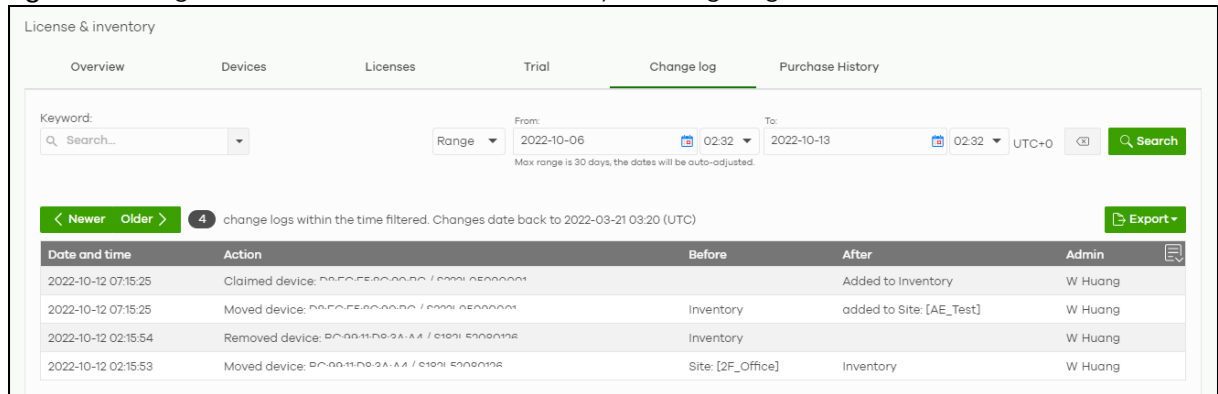 License & inventory
Overview Devices Licenses Trial Change log Purchase History
Keyword: From: To:
Search... Range 2022-10-06 02:32 2022-10-13 02:32 UTC+0 Search
Max range is 30 days, the dates will be auto-adjusted.
Newer Older 4 change logs within the time filtered. Changes date back to 2022-03-21 03:20 (UTC) Export
Date and time Action Before After Admin
2022-10-12 07:15:25 Claimed device: Added to Inventory W Huang
2022-10-12 07:15:25 Moved device: Inventory added to Site: [AE_Test] W Huang
2022-10-12 02:15:54 Removed device: Inventory W Huang
2022-10-12 02:15:53 Moved device: Site: [2F_Office] Inventory W Huang